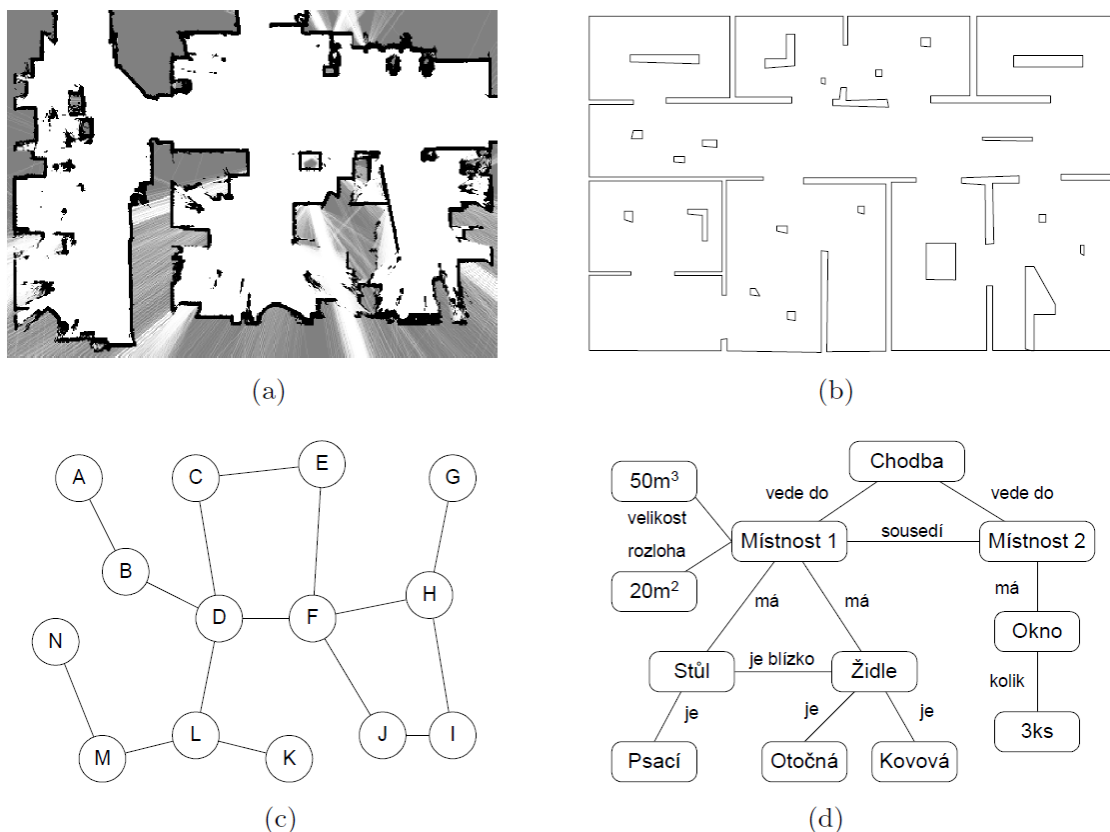 (a)
(b)
A
C
E
G
B
D
F
H
N
M
L
K
J
I
(c)
Chodba
50m³
vede do
vede do
velikost
Místnost 1
sousedí
Místnost 2
rozloha
20m²
má
má
má
Okno
Stůl
je blízko
Židle
kolik
je
je
je
3ks
Psací
Otočná
Kovová
(d)